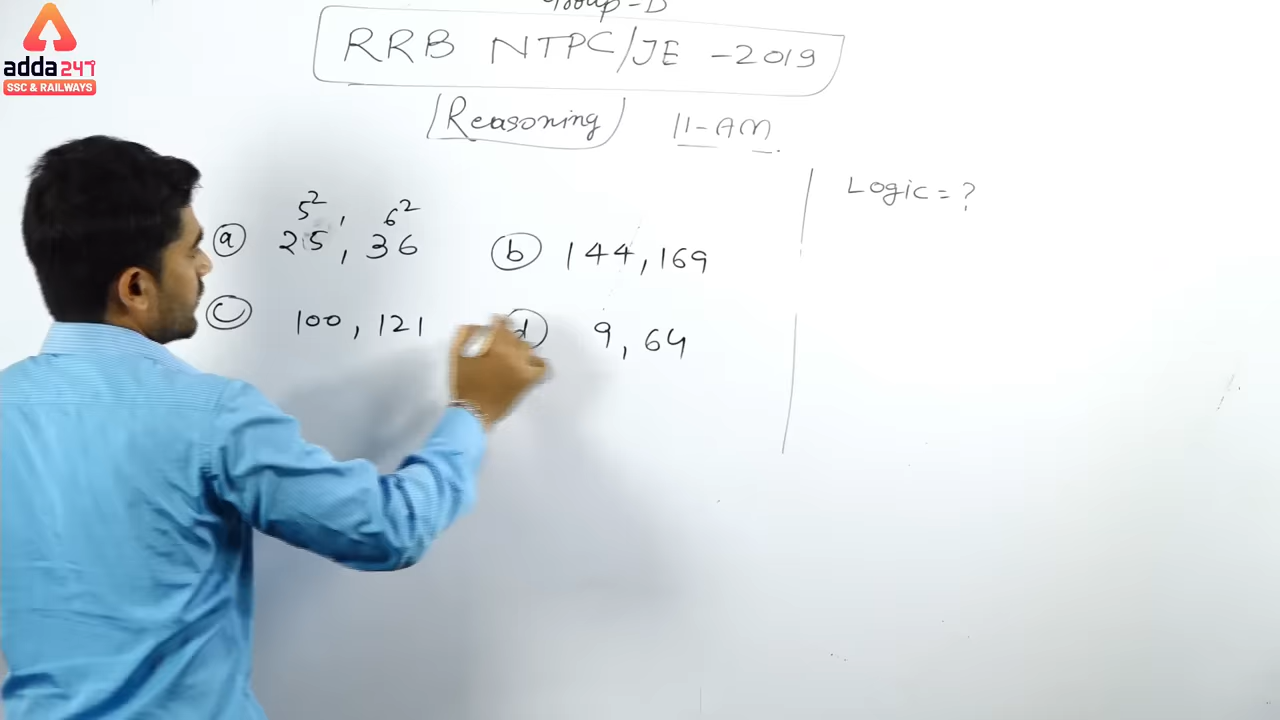 Group-D
RRB NTPC/JE -2019
Reasoning 11-AM
adda247
SSC & RAILWAYS
Logic = ?
5², 6²
(a) 25, 36 (b) 144, 169
(c) 100, 121 (d) 9, 64